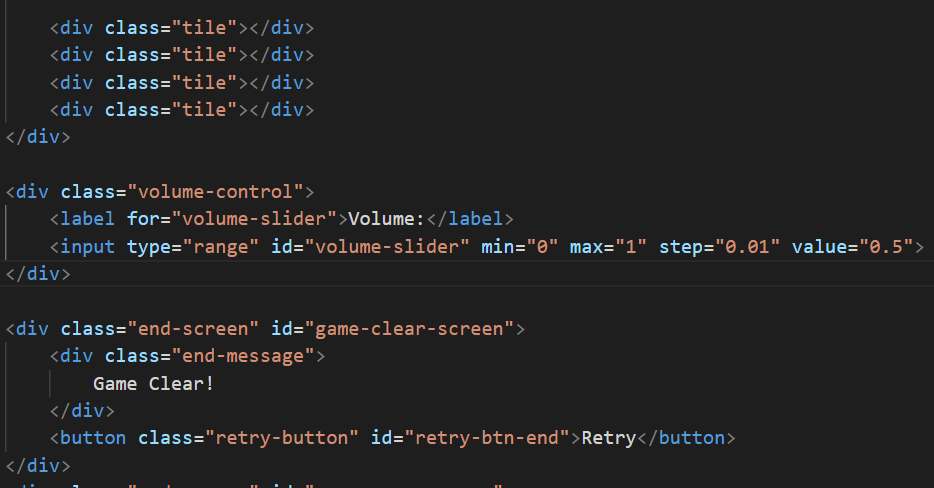 <div class="tile"></div>
<div class="tile"></div>
<div class="tile"></div>
<div class="tile"></div>
</div>
<div class="volume-control">
<label for="volume-slider">Volume:</label>
<input type="range" id="volume-slider" min="0" max="1" step="0.01" value="0.5">
</div>
<div class="end-screen" id="game-clear-screen">
<div class="end-message">
Game Clear!
</div>
<button class="retry-button" id="retry-btn-end">Retry</button>
</div>